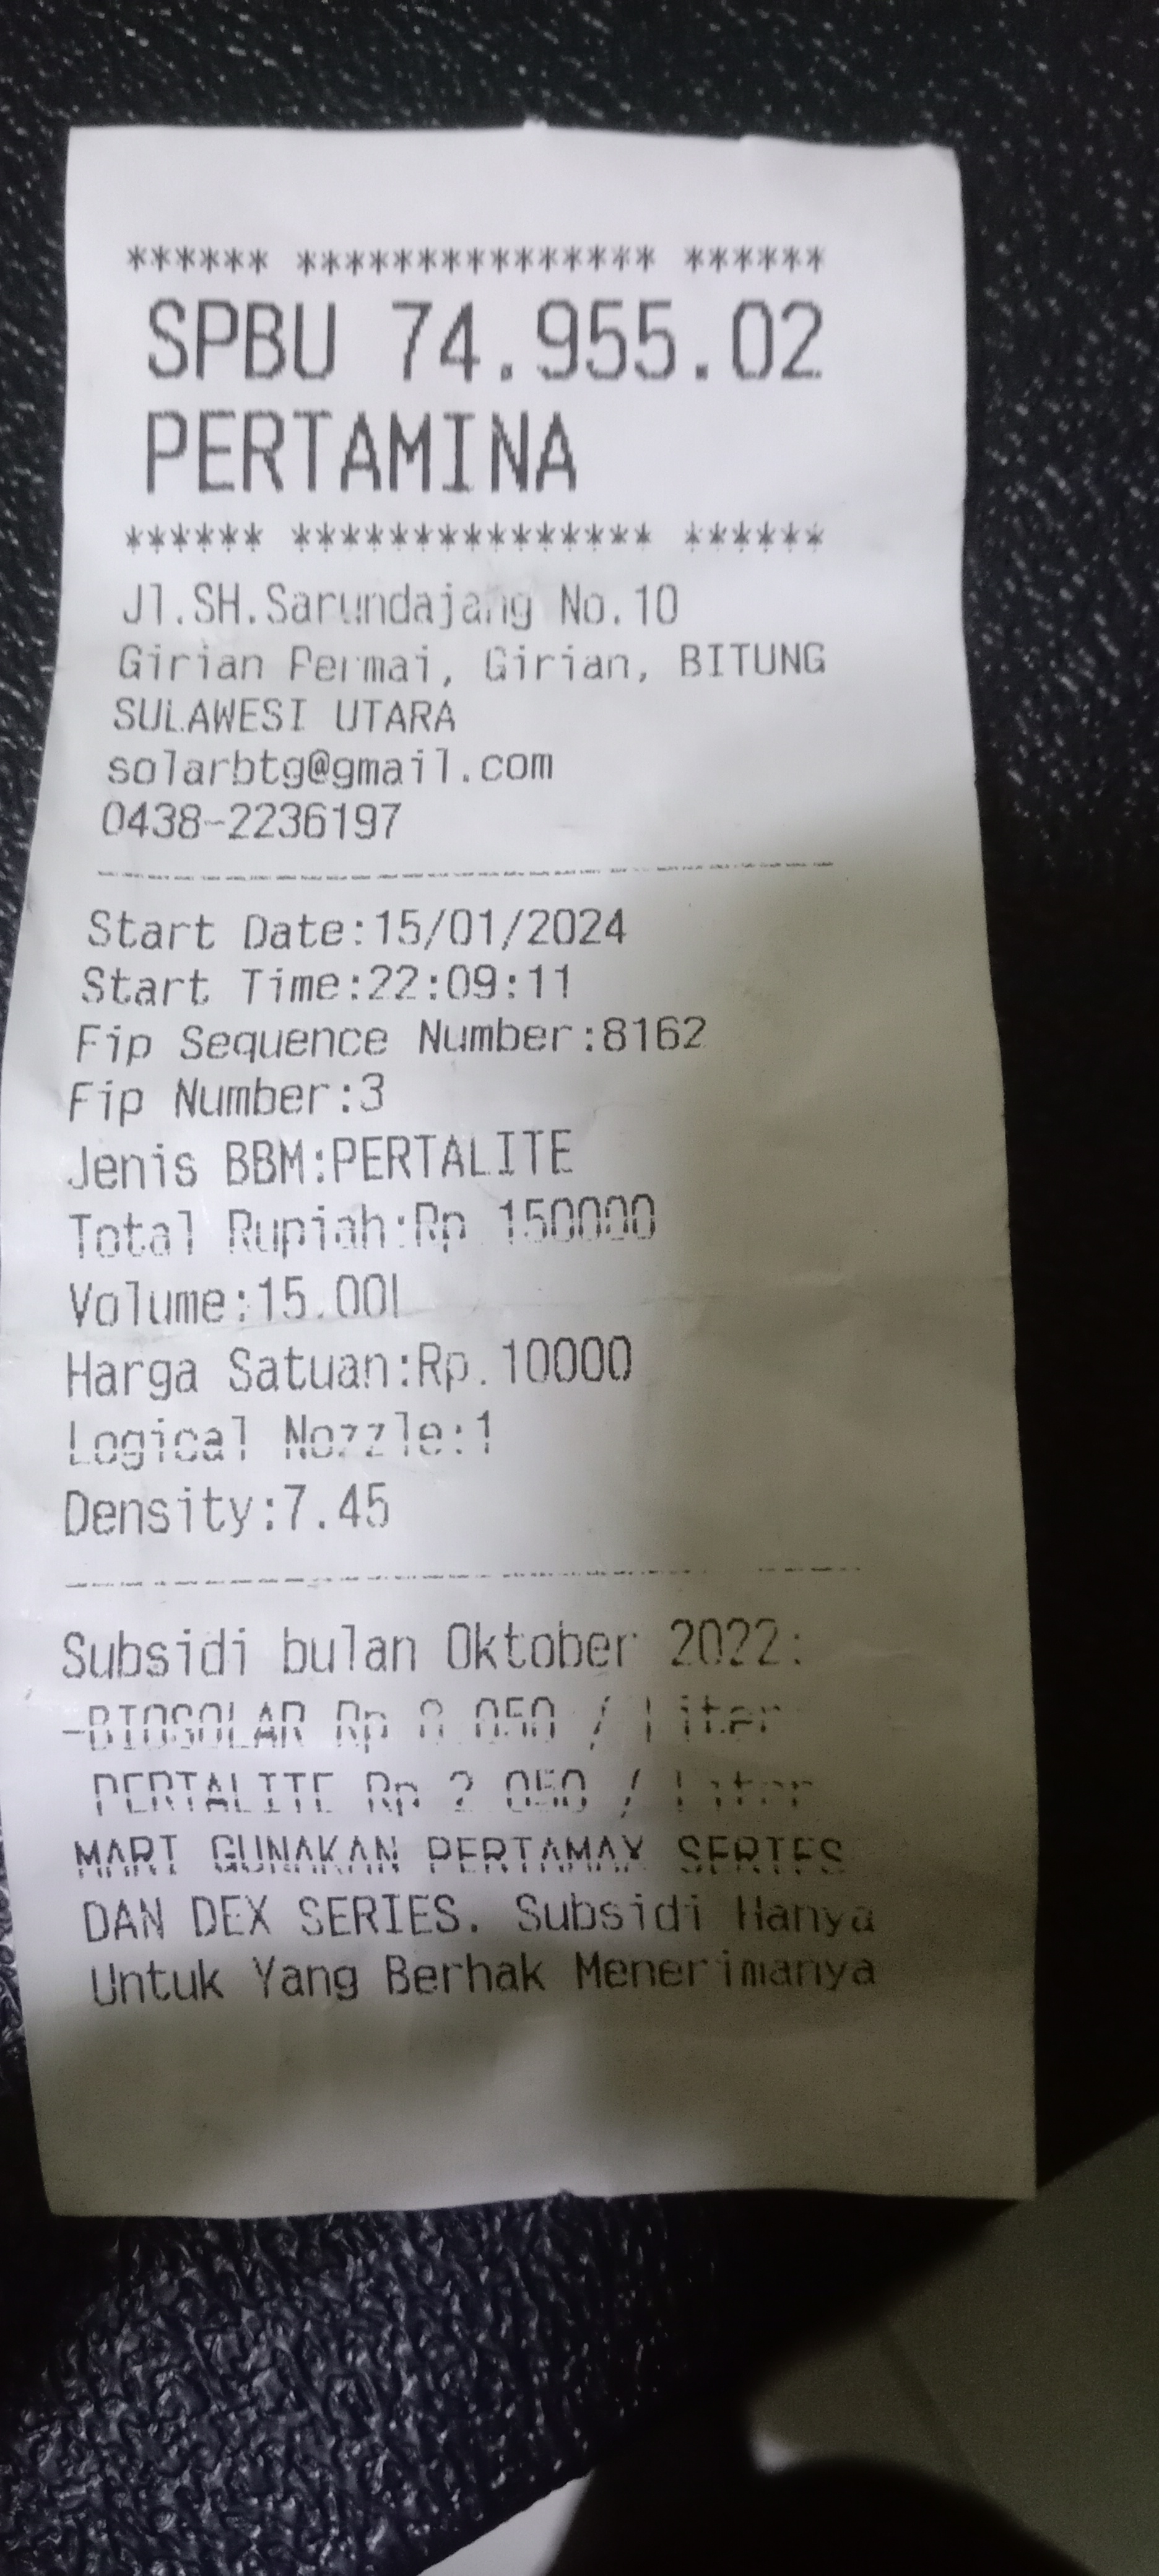 ****** *************** ******
SPBU 74.955.02
PERTAMINA
****** *************** ******
Jl.SH.Sarundajang No.10
Girian Permai, Girian, BITUNG
SULAWESI UTARA
solarbtg@gmail.com
0438-2236197
Start Date:15/01/2024
Start Time:22:09:11
Fip Sequence Number:8162
Fip Number:3
Jenis BBM:PERTALITE
Total Rupiah:Rp 150000
Volume:15.00l
Harga Satuan:Rp.10000
Logical Nozzle:1
Density:7.45
Subsidi bulan Oktober 2022:
-BIOSOLAR Rp / Liter
PERTALITE Rp / Liter
MARI GUNAKAN PERTAMAX SERIES
DAN DEX SERIES. Subsidi Hanya
Untuk Yang Berhak Menerimanya